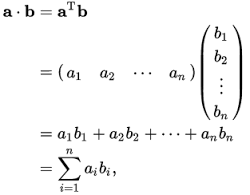 a · b = aᵀb
= ( a₁ a₂ ⋯ aₙ ) ( b₁ b₂ ⋮ bₙ )
= a₁b₁ + a₂b₂ + ⋯ + aₙbₙ
= ∑ᵢ₌₁ⁿ aᵢbᵢ,